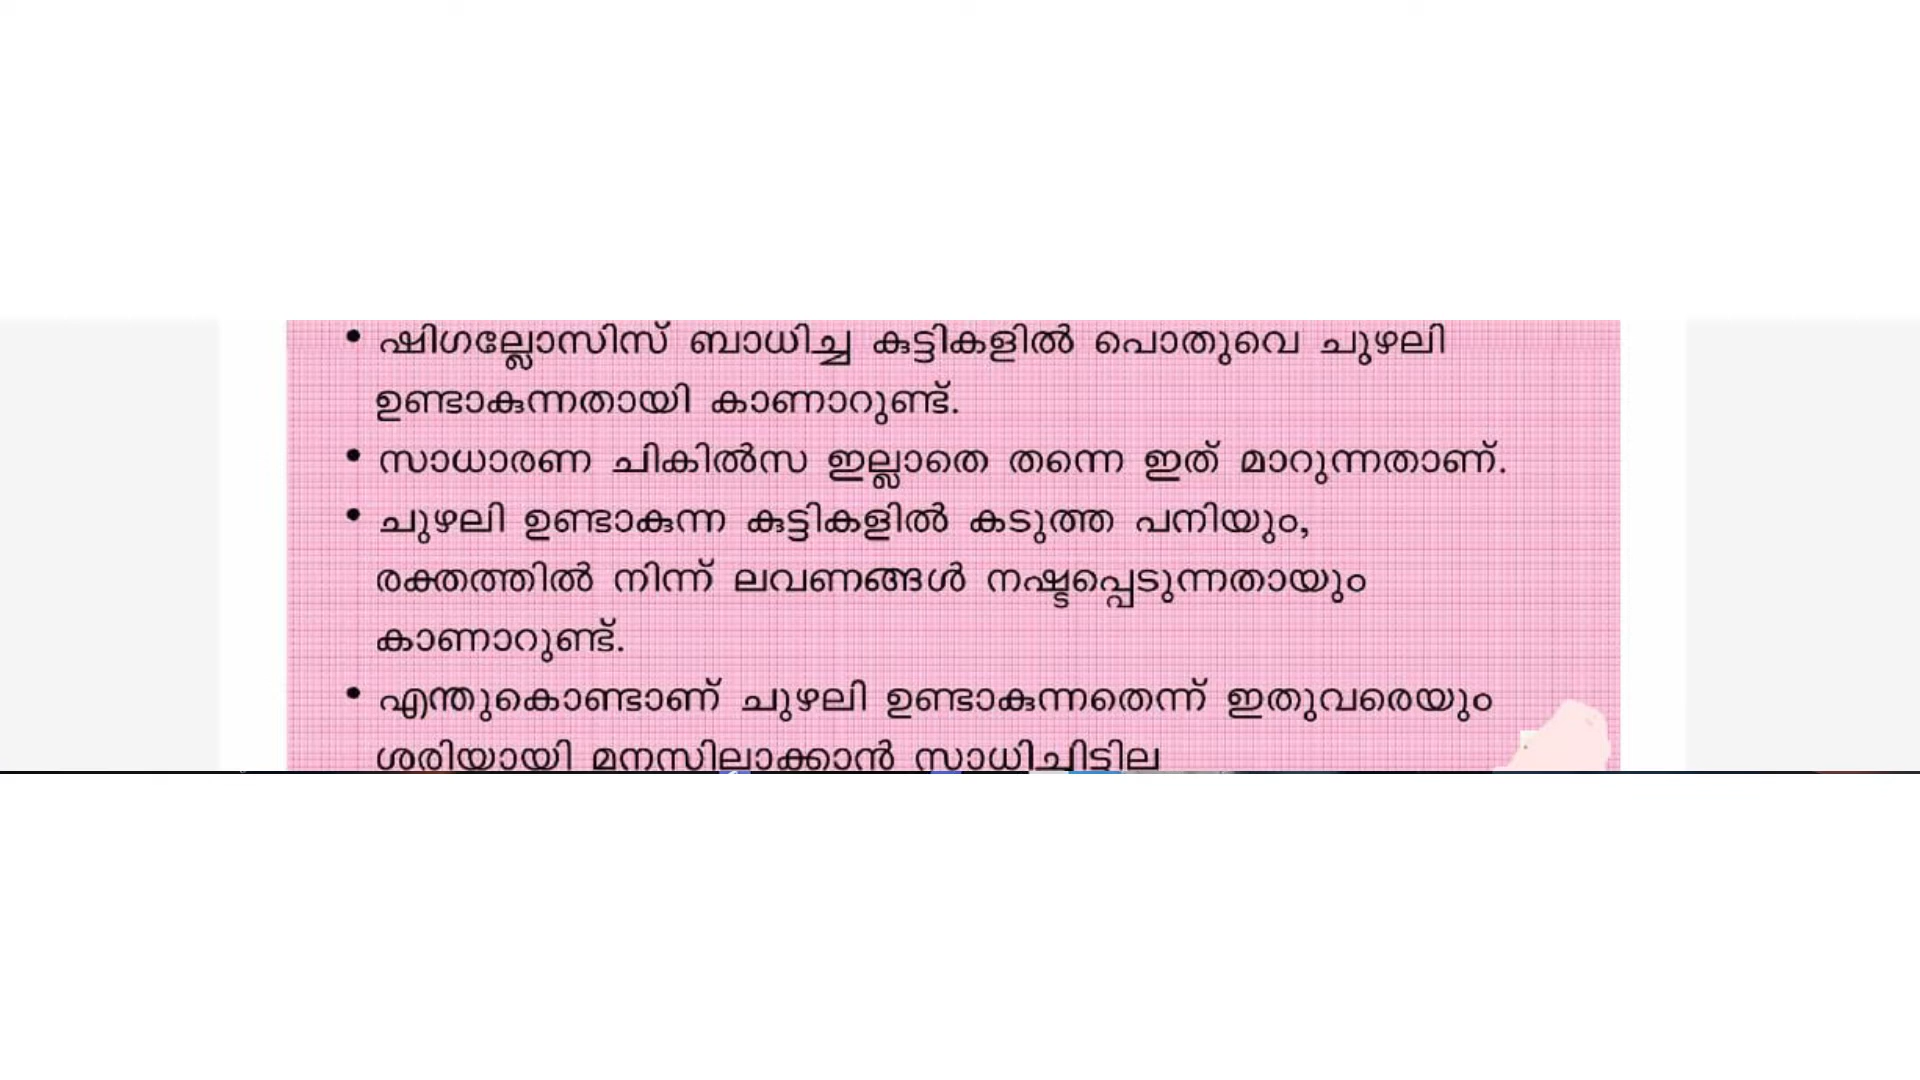 • ഷിഗല്ലോസിസ് ബാധിച്ച കുട്ടികളിൽ പൊതുവെ ചുഴലി
ഉണ്ടാകുന്നതായി കാണാറുണ്ട്.
• സാധാരണ ചികിൽസ ഇല്ലാതെ തന്നെ ഇത് മാറുന്നതാണ്.
• ചുഴലി ഉണ്ടാകുന്ന കുട്ടികളിൽ കടുത്ത പനിയും,
രക്തത്തിൽ നിന്ന് ലവണങ്ങൾ നഷ്ടപ്പെടുന്നതായും
കാണാറുണ്ട്.
• എന്തുകൊണ്ടാണ് ചുഴലി ഉണ്ടാകുന്നതെന്ന് ഇതുവരെയും
ശരിയായി മനസിലാക്കാൻ സാധിച്ചിട്ടില്ല